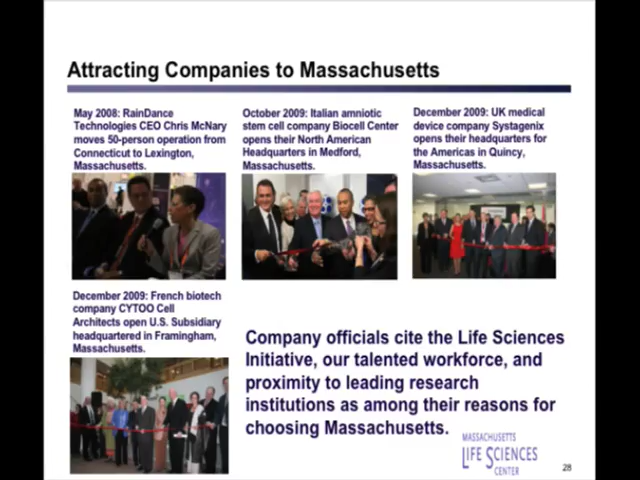 Attracting Companies to Massachusetts
May 2008: RainDance
Technologies CEO Chris McNary
moves 50-person operation from
Connecticut to Lexington,
Massachusetts.
October 2009: Italian amniotic
stem cell company Biocell Center
opens their North American
Headquarters in Medford,
Massachusetts.
December 2009: UK medical
device company Systagenix
opens their headquarters for
the Americas in Quincy,
Massachusetts.
December 2009: French biotech
company CYTOO Cell
Architects open U.S. Subsidiary
headquartered in Framingham,
Massachusetts.
Company officials cite the Life Sciences
Initiative, our talented workforce, and
proximity to leading research
institutions as among their reasons for
choosing Massachusetts.
MASSACHUSETTS
LIFE SCIENCES
CENTER
28